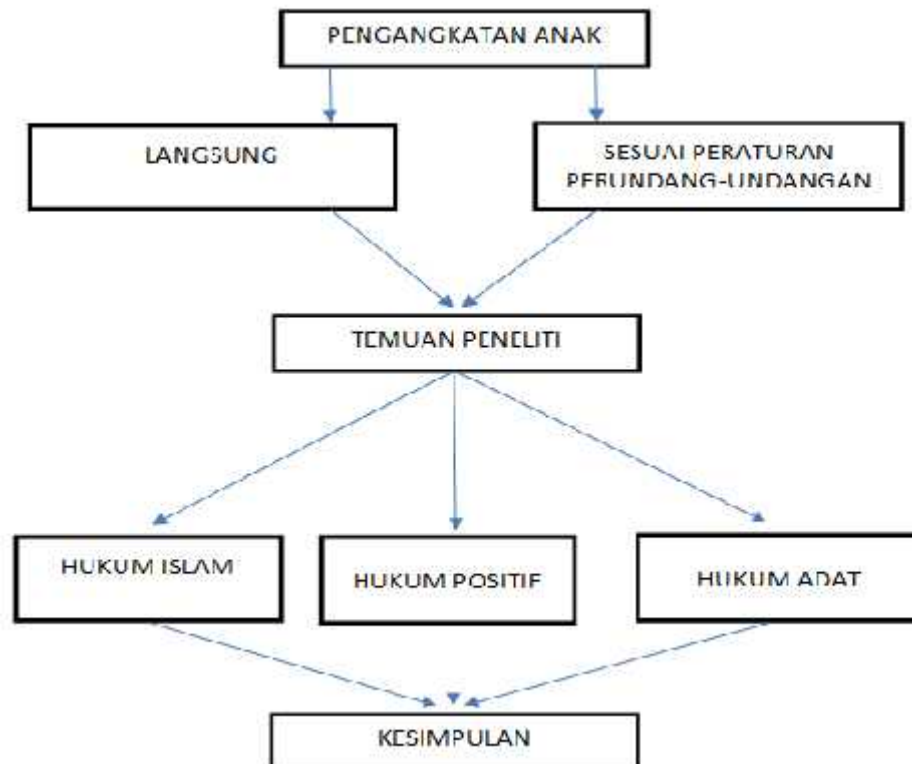 PENGANGKATAN ANAK
LANGSUNG
SESUAI PERATURAN
PERUNDANG-UNDANGAN
TEMUAN PENELITI
HUKUM ISLAM
HUKUM POSITIF
HUKUM ADAT
KESIMPULAN